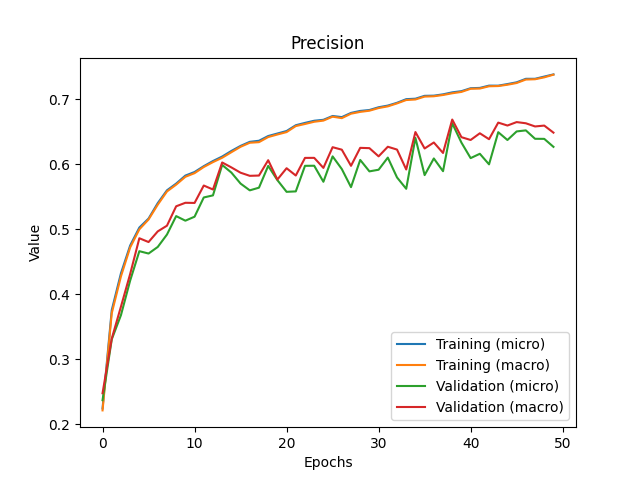 Precision
Value
0.7
0.6
0.5
0.4
0.3
0.2
0
10
20
30
40
50
Epochs
Training (micro)
Training (macro)
Validation (micro)
Validation (macro)